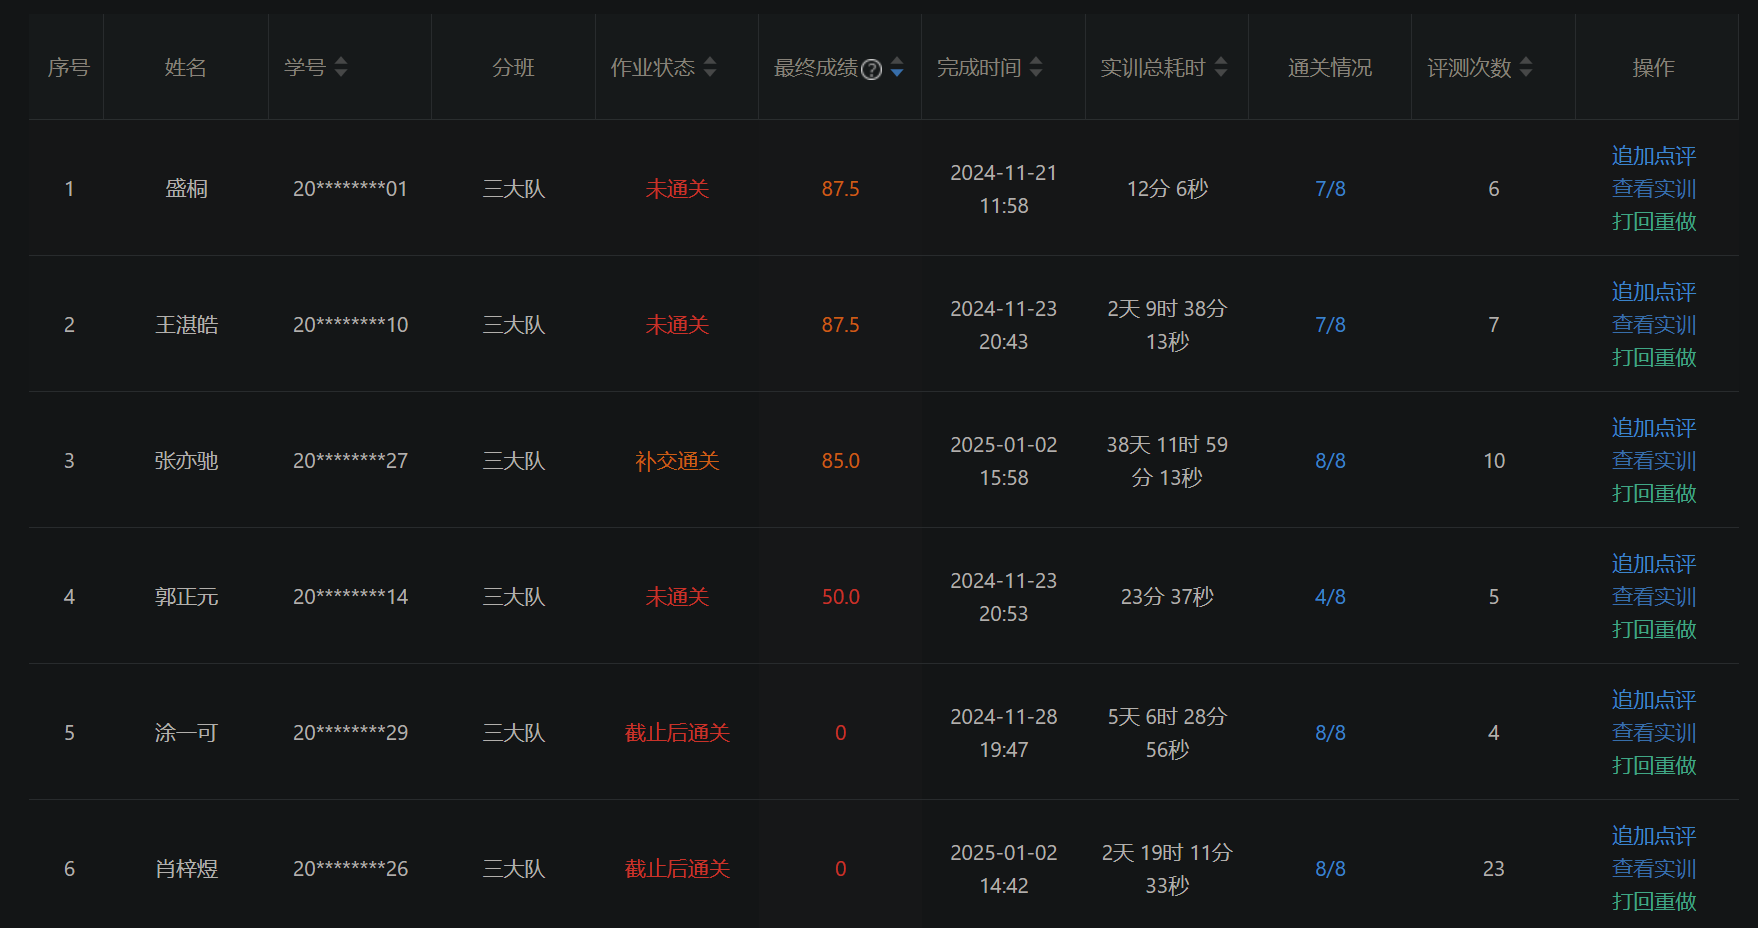 序号 姓名 学号 分班 作业状态 最终成绩? 完成时间 实训总耗时 通关情况 评测次数 操作
1 盛桐 20********01 三大队 未通关 87.5 2024-11-21 11:58 12分 6秒 7/8 6 追加点评 查看实训 打回重做
2 王湛皓 20********10 三大队 未通关 87.5 2024-11-23 20:43 2天 9时 38分 13秒 7/8 7 追加点评 查看实训 打回重做
3 张亦驰 20********27 三大队 补交通关 85.0 2025-01-02 15:58 38天 11时 59分 13秒 8/8 10 追加点评 查看实训 打回重做
4 郭正元 20********14 三大队 未通关 50.0 2024-11-23 20:53 23分 37秒 4/8 5 追加点评 查看实训 打回重做
5 涂一可 20********29 三大队 截止后通关 0 2024-11-28 19:47 5天 6时 28分 56秒 8/8 4 追加点评 查看实训 打回重做
6 肖梓煜 20********26 三大队 截止后通关 0 2025-01-02 14:42 2天 19时 11分 33秒 8/8 23 追加点评 查看实训 打回重做